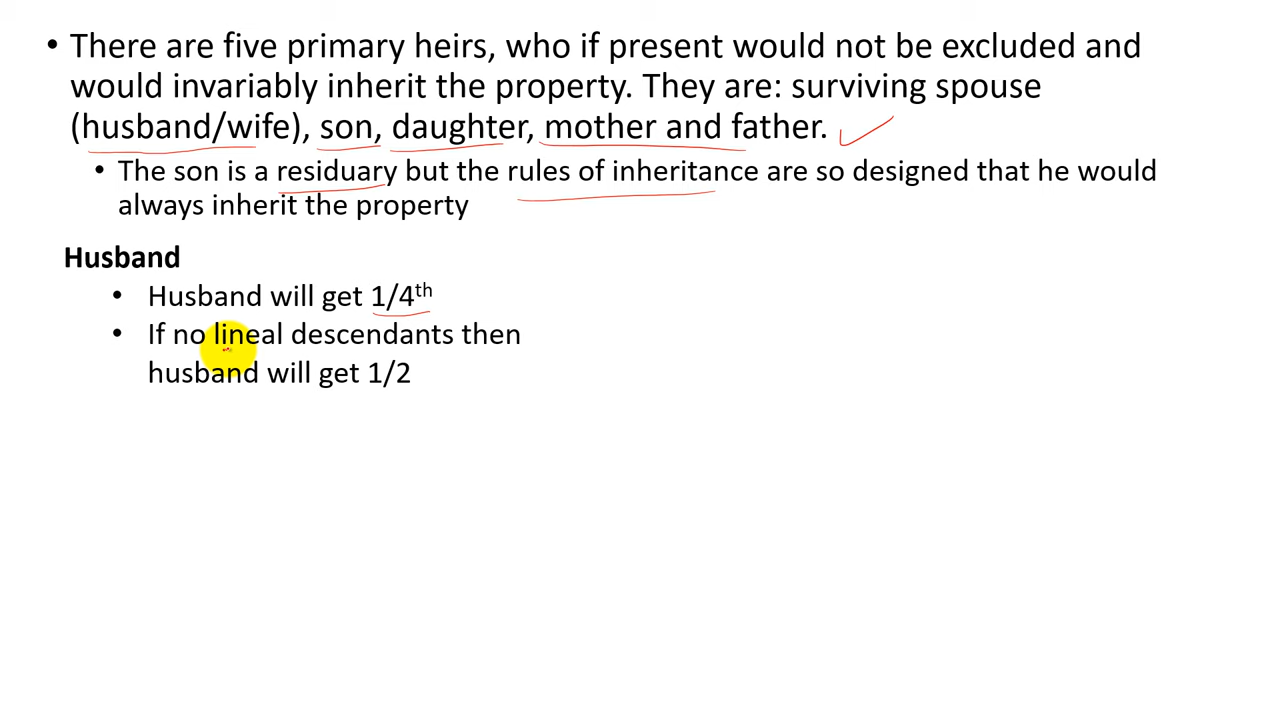 • There are five primary heirs, who if present would not be excluded and
would invariably inherit the property. They are: surviving spouse
(husband/wife), son, daughter, mother and father.
• The son is a residuary but the rules of inheritance are so designed that he would
always inherit the property
Husband
• Husband will get 1/4th
• If no lineal descendants then
husband will get 1/2